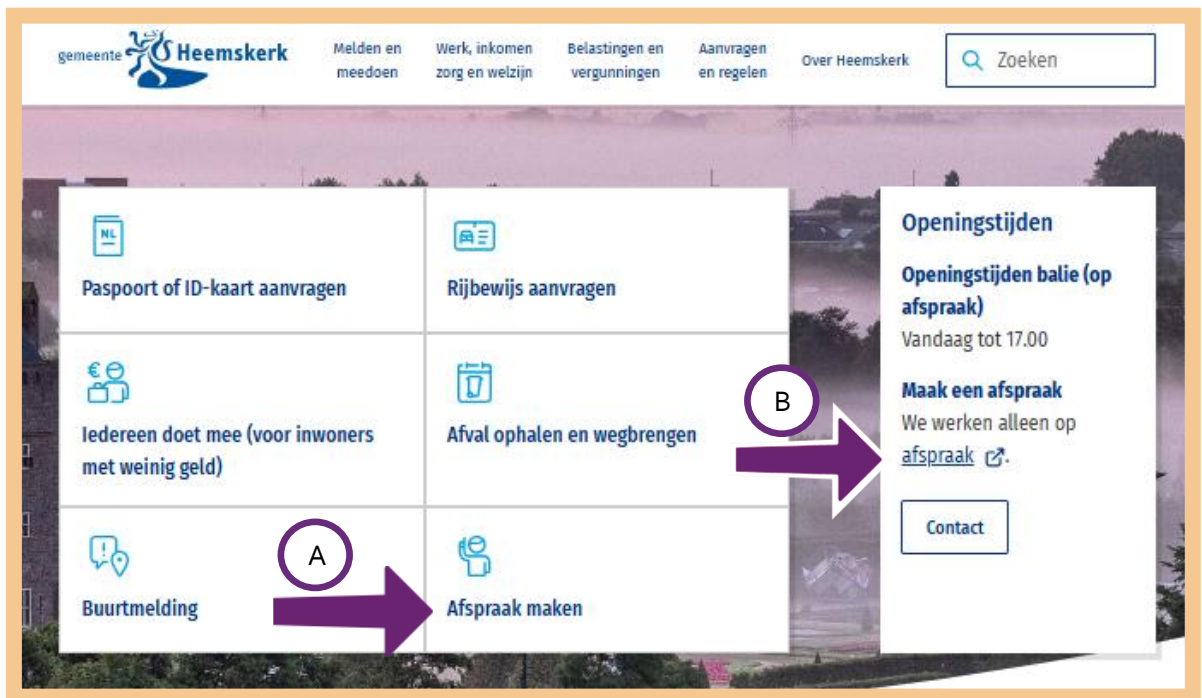 gemeente Heemskerk
Melden en
meedoen
Werk, inkomen
zorg en welzijn
Belastingen en
vergunningen
Aanvragen
en regelen
Over Heemskerk
Zoeken
NL
Paspoort of ID-kaart aanvragen
Rijbewijs aanvragen
€
Iedereen doet mee (voor inwoners
met weinig geld)
Afval ophalen en wegbrengen
Buurtmelding
A
Afspraak maken
B
Openingstijden
Openingstijden balie (op
afspraak)
Vandaag tot 17.00
Maak een afspraak
We werken alleen op
afspraak.
Contact